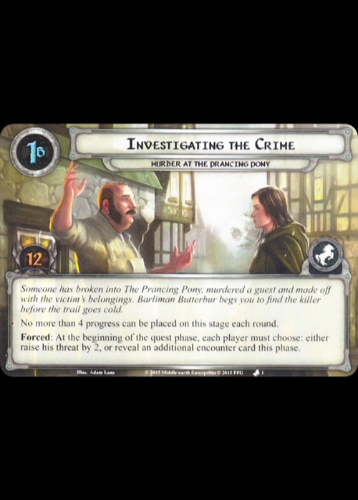 1B
INVESTIGATING THE CRIME
MURDER AT THE PRANCING PONY
12
Someone has broken into The Prancing Pony, murdered a guest and made off
with the victim's belongings. Barliman Butterbur begs you to find the killer
before the trail goes cold.
No more than 4 progress can be placed on this stage each round.
Forced: At the beginning of the quest phase, each player must choose: either
raise his threat by 2, or reveal an additional encounter card this phase.
Illus. Adam Lane
© 2015 Middle-earth Enterprises © 2015 FFG
1